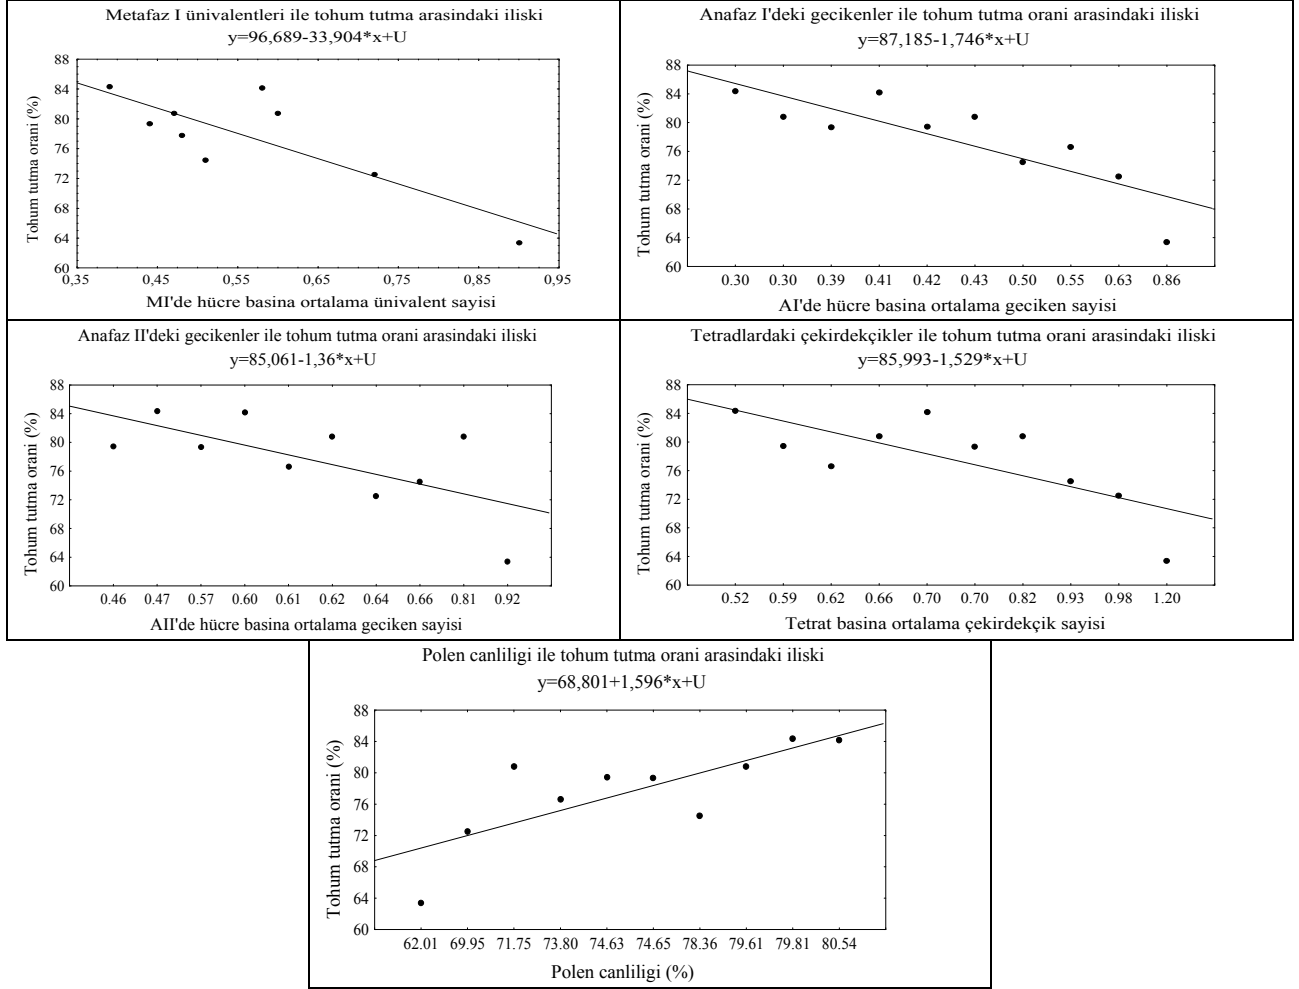 Metafaz I ünivalentleri ile tohum tutma arasindaki iliski
y=96,689-33,904*x+U
Tohum tutma orani (%)
88
84
80
76
72
68
64
60
0,35 0,45 0,55 0,65 0,75 0,85 0,95
MI'de hücre basina ortalama ünivalent sayisi
Anafaz I'deki gecikenler ile tohum tutma orani arasindaki iliski
y=87,185-1,746*x+U
Tohum tutma orani (%)
88
84
80
76
72
68
64
60
0.30 0.30 0.39 0.41 0.42 0.43 0.50 0.55 0.63 0.86
AI'de hücre basina ortalama geciken sayisi
Anafaz II'deki gecikenler ile tohum tutma orani arasindaki iliski
y=85,061-1,36*x+U
Tohum tutma orani (%)
88
84
80
76
72
68
64
60
0.46 0.47 0.57 0.60 0.61 0.62 0.64 0.66 0.81 0.92
AII'de hücre basina ortalama geciken sayisi
Tetradlardaki çekirdekçikler ile tohum tutma orani arasindaki iliski
y=85,993-1,529*x+U
Tohum tutma orani (%)
88
84
80
76
72
68
64
60
0.52 0.59 0.62 0.66 0.70 0.70 0.82 0.93 0.98 1.20
Tetrat basina ortalama çekirdekçik sayisi
Polen canliligi ile tohum tutma orani arasindaki iliski
y=68,801+1,596*x+U
Tohum tutma orani (%)
88
84
80
76
72
68
64
60
62.01 69.95 71.75 73.80 74.63 74.65 78.36 79.61 79.81 80.54
Polen canliligi (%)